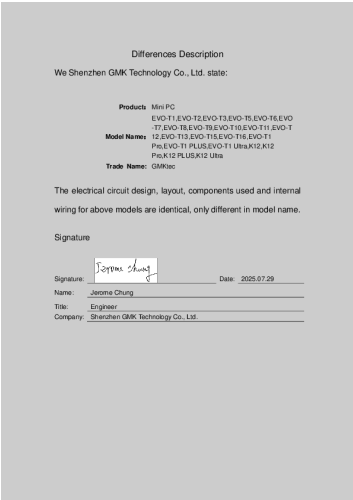 Differences Description
We Shenzhen GMK Technology Co., Ltd. state:
Product: Mini PC
EVO-T1,EVO-T2,EVO-T3,EVO-T5,EVO-T6,EVO
-T7,EVO-T8,EVO-T9,EVO-T10,EVO-T11,EVO-T
Model Name: 12,EVO-T13,EVO-T15,EVO-T16,EVO-T1
Pro,EVO-T1 PLUS,EVO-T1 Ultra,K12,K12
Pro,K12 PLUS,K12 Ultra
Trade Name: GMKtec
The electrical circuit design, layout, components used and internal
wiring for above models are identical, only different in model name.
Signature
Signature: Jerome Chung Date: 2025.07.29
Name: Jerome Chung
Title: Engineer
Company: Shenzhen GMK Technology Co., Ltd.